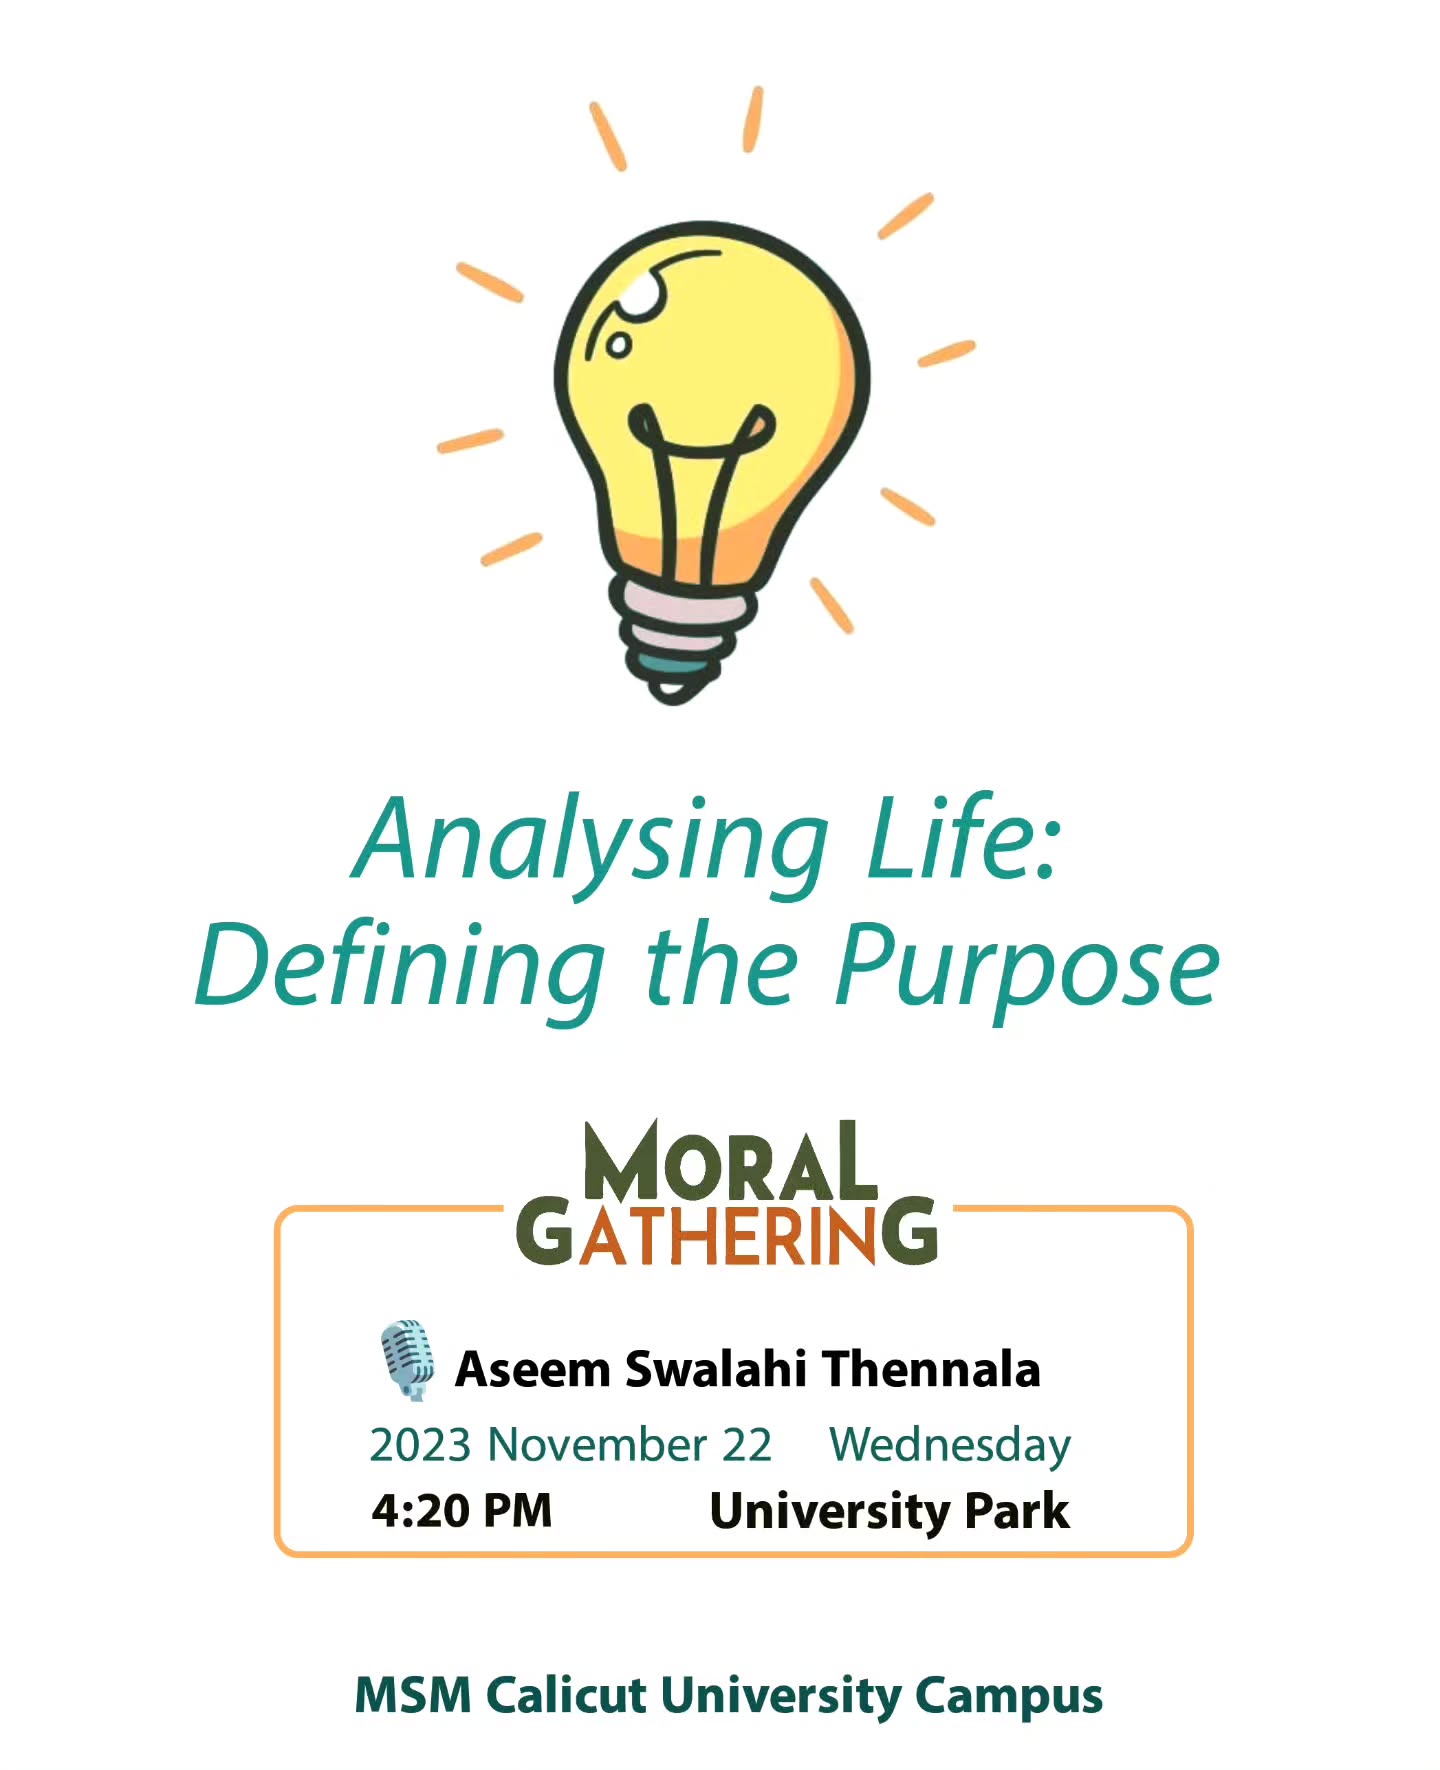 Analysing Life:
Defining the Purpose
MORAL
GATHERING
Aseem Swalahi Thennala
2023 November 22 Wednesday
4:20 PM University Park
MSM Calicut University Campus